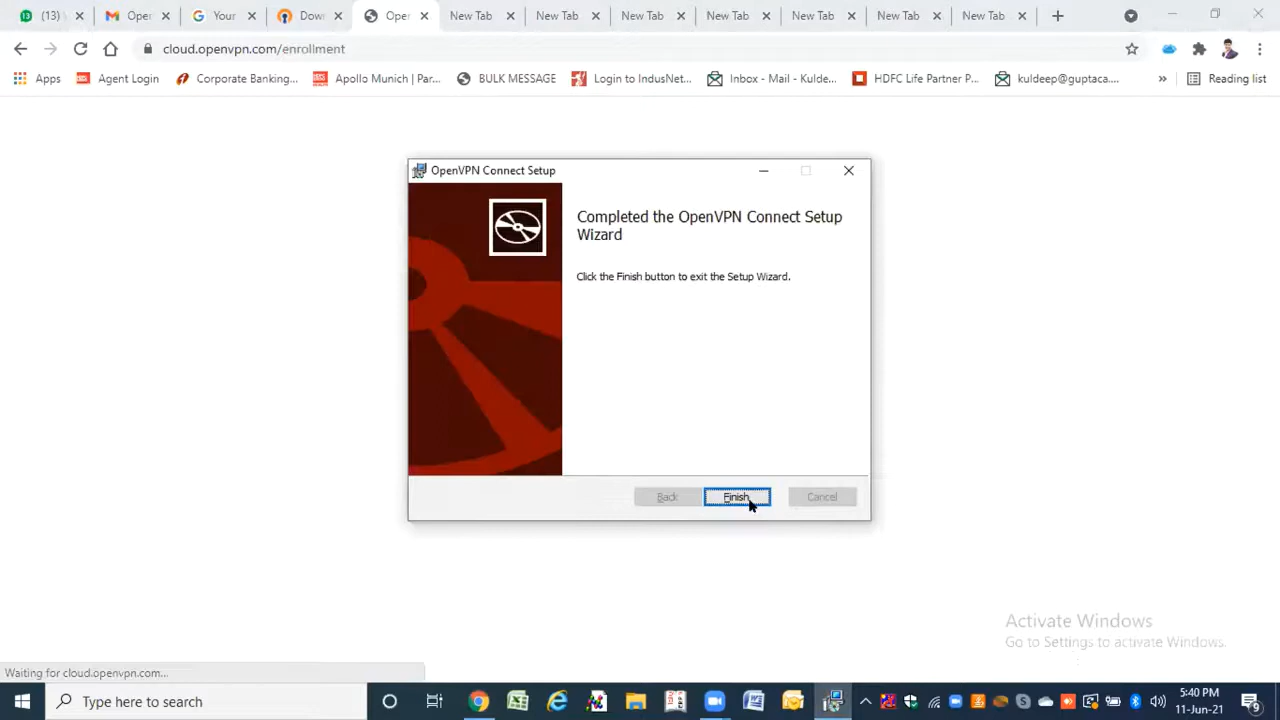 (13)
Oper
Your
Dow
Oper
New Tab
New Tab
New Tab
New Tab
New Tab
New Tab
New Tab
cloud.openvpn.com/enrollment
Apps
Agent Login
Corporate Banking...
Apollo Munich | Par...
BULK MESSAGE
Login to IndusNet...
Inbox - Mail - Kulde...
HDFC Life Partner P...
kuldeep@guptaca....
»
Reading list
OpenVPN Connect Setup
Completed the OpenVPN Connect Setup
Wizard
Click the Finish button to exit the Setup Wizard.
Back
Finish
Cancel
Activate Windows
Go to Settings to activate Windows.
Waiting for cloud.openvpn.com...
Type here to search
5:40 PM
11-Jun-21
9